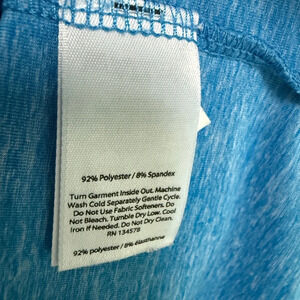 92% Polyester / 8% Spandex
Turn Garment Inside Out. Machine
Wash Cold Separately Gentle Cycle.
Do Not Use Fabric Softeners. Do
Not Bleach. Tumble Dry Low. Cool
Iron If Needed. Do Not Dry Clean.
RN 134578
92% polyester / 8% élasthanne